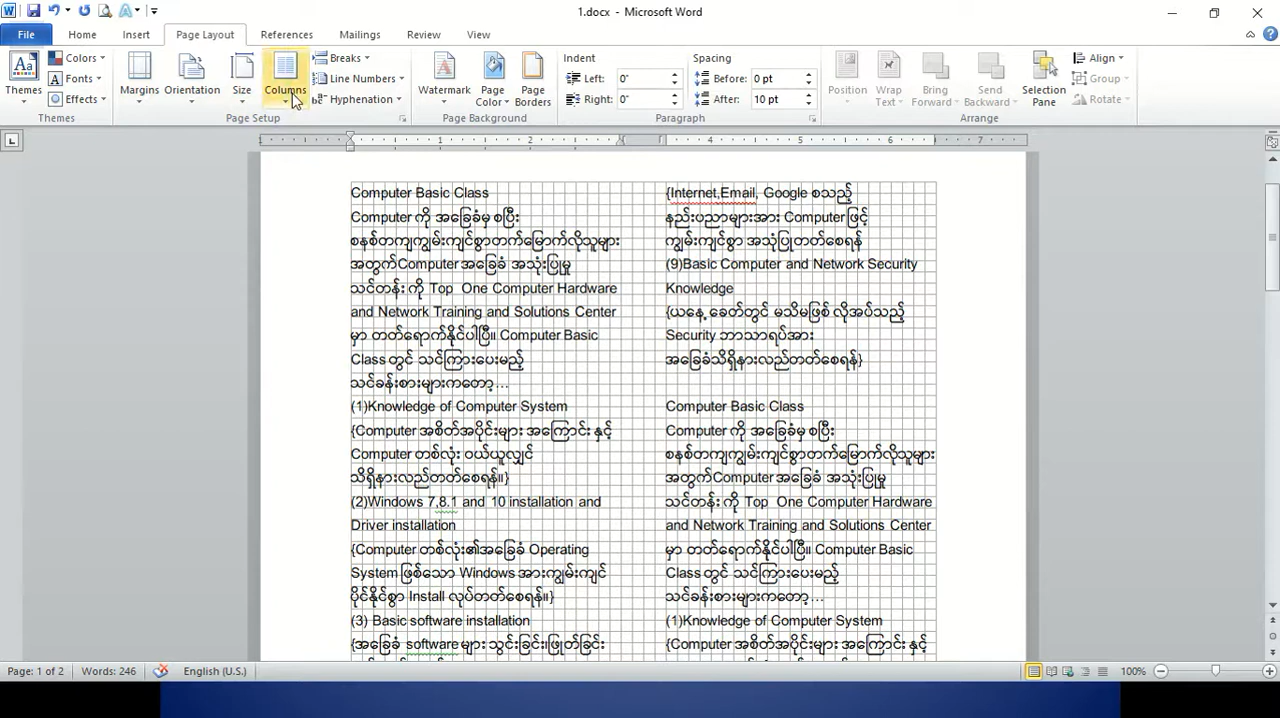 1.docx - Microsoft Word
File Home Insert Page Layout References Mailings Review View
Themes
Colors
Fonts
Effects
Themes
Margins
Orientation
Size
Columns
Breaks
Line Numbers
Hyphenation
Page Setup
Watermark
Page Color
Page Borders
Page Background
Indent
Left: 0"
Right: 0"
Spacing
Before: 0 pt
After: 10 pt
Paragraph
Position
Wrap Text
Bring Forward
Send Backward
Selection Pane
Align
Group
Rotate
Arrange
1 1 2 4 5 6 7
Computer Basic Class
Computer ကို အခြေခံမှ စပြီး
စနစ်တကျကျွမ်းကျင်စွာတက်မြောက်လိုသူများ
အတွက်Computer အခြေခံ အသုံးပြုမှု
သင်တန်း ကို Top One Computer Hardware
and Network Training and Solutions Center
မှာ တတ်ရောက်နိုင်ပါပြီ။ Computer Basic
Class တွင် သင်ကြားပေးမည့်
သင်ခန်းစားများကတော့...
(1)Knowledge of Computer System
{Computer အစိတ်အပိုင်းများ အကြောင်း နှင့်
Computer တစ်လုံး ဝယ်ယူလျှင်
သိရှိနားလည်တတ်စေရန်။}
(2)Windows 7,8.1 and 10 installation and
Driver installation
{Computer တစ်လုံး၏အခြေခံ Operating
System ဖြစ်သော Windows အားကျွမ်းကျင်
ပိုင်နိုင်စွာ Install လုပ်တတ်စေရန်။}
(3) Basic software installation
{အခြေခံ software များ သွင်းခြင်း၊ဖြုတ်ခြင်း
{Internet,Email, Google စသည့်
နည်းပညာများအား Computer ဖြင့်
ကျွမ်းကျင်စွာ အသုံပြုတတ်စေရန်
(9)Basic Computer and Network Security
Knowledge
{ယနေ့ ခေတ်တွင် မသိမဖြစ် လိုအပ်သည့်
Security ဘာသာရပ်အား
အခြေခံသိရှိနားလည်တတ်စေရန်}
Computer Basic Class
Computer ကို အခြေခံမှ စပြီး
စနစ်တကျကျွမ်းကျင်စွာတက်မြောက်လိုသူများ
အတွက်Computer အခြေခံ အသုံးပြုမှု
သင်တန်း ကို Top One Computer Hardware
and Network Training and Solutions Center
မှာ တတ်ရောက်နိုင်ပါပြီ။ Computer Basic
Class တွင် သင်ကြားပေးမည့်
သင်ခန်းစားများကတော့...
(1)Knowledge of Computer System
{Computer အစိတ်အပိုင်းများ အကြောင်း နှင့်
Page: 1 of 2 Words: 246 English (U.S.) 100%